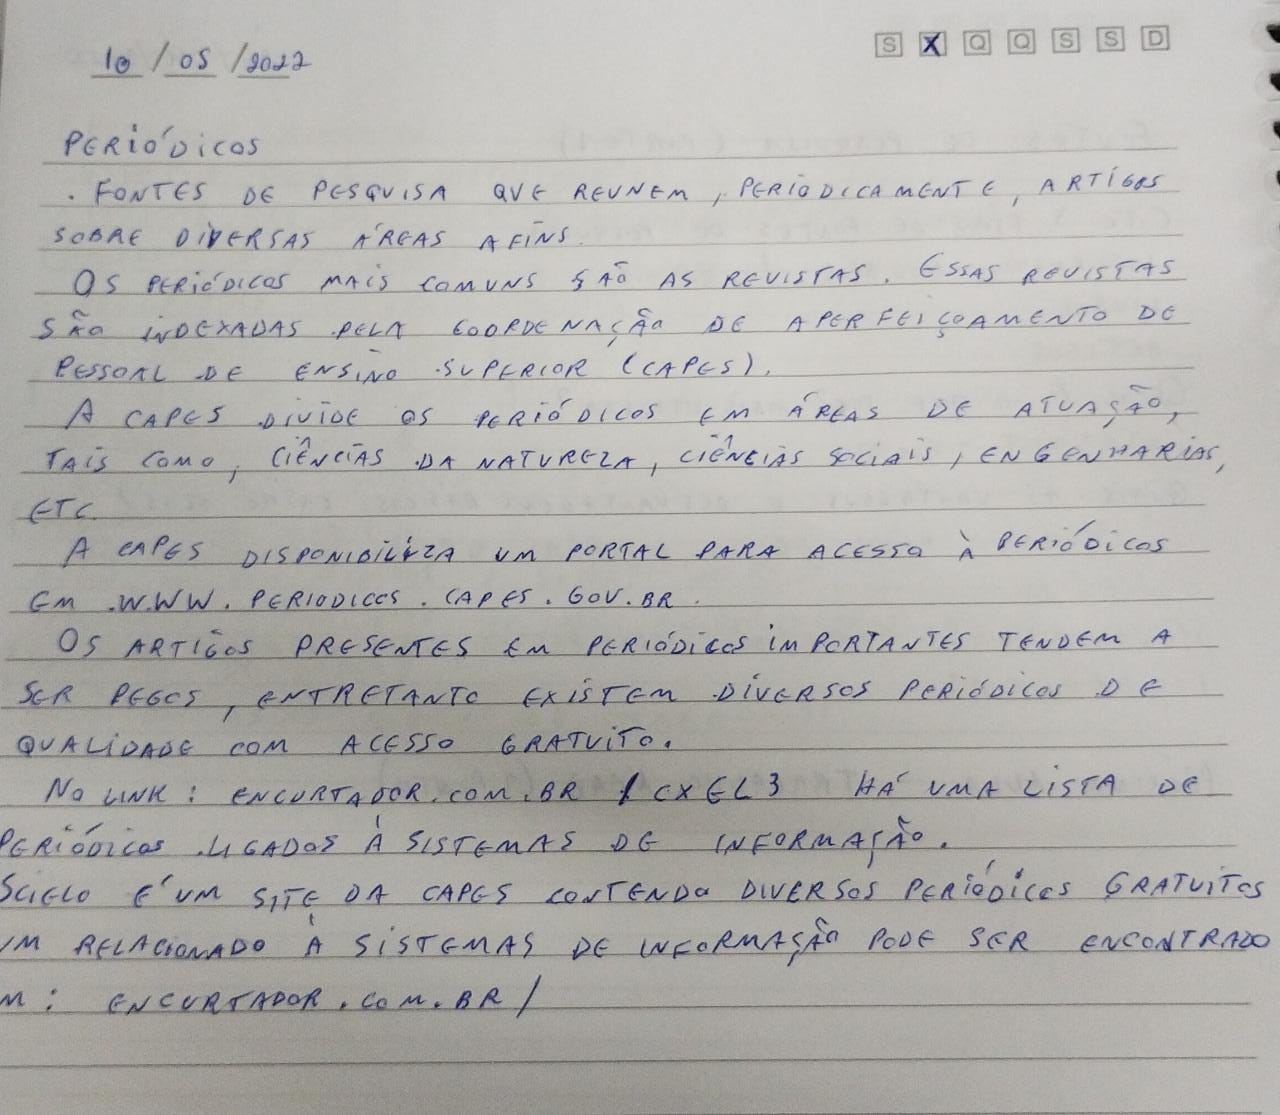 10/05/2022
S X Q Q S S D
PERIÓDICOS
. FONTES DE PESQUISA QUE REUNEM, PERIODICAMENTE, ARTIGOS
SOBRE DIVERSAS ÁREAS AFINS.
OS PERIÓDICOS MAIS COMUNS SÃO AS REVISTAS. ESSAS REVISTAS
SÃO INDEXADAS PELA COORDENAÇÃO DE APERFEIÇOAMENTO DE
PESSOAL DE ENSINO SUPERIOR (CAPES).
A CAPES DIVIDE OS PERIÓDICOS EM ÁREAS DE ATUAÇÃO,
TAIS COMO, CIÊNCIAS DA NATUREZA, CIÊNCIAS SOCIAIS, ENGENHARIAS,
ETC.
A CAPES DISPONIBILIZA UM PORTAL PARA ACESSO À PERIÓDICOS
EM WWW.PERIODICOS.CAPES.GOV.BR.
OS ARTIGOS PRESENTES EM PERIÓDICOS IMPORTANTES TENDEM A
SER PEGOS, ENTRETANTO EXISTEM DIVERSOS PERIÓDICOS DE
QUALIDADE COM ACESSO GRATUITO.
NO LINK: ENCURTADOR.COM.BR/CXEL3 HÁ UMA LISTA DE
PERIÓDICOS LIGADOS À SISTEMAS DE INFORMAÇÃO.
SCIELO É UM SITE DA CAPES CONTENDO DIVERSOS PERIÓDICOS GRATUITOS
UM RELACIONADO À SISTEMAS DE INFORMAÇÃO PODE SER ENCONTRADO
M: ENCURTADOR.COM.BR/